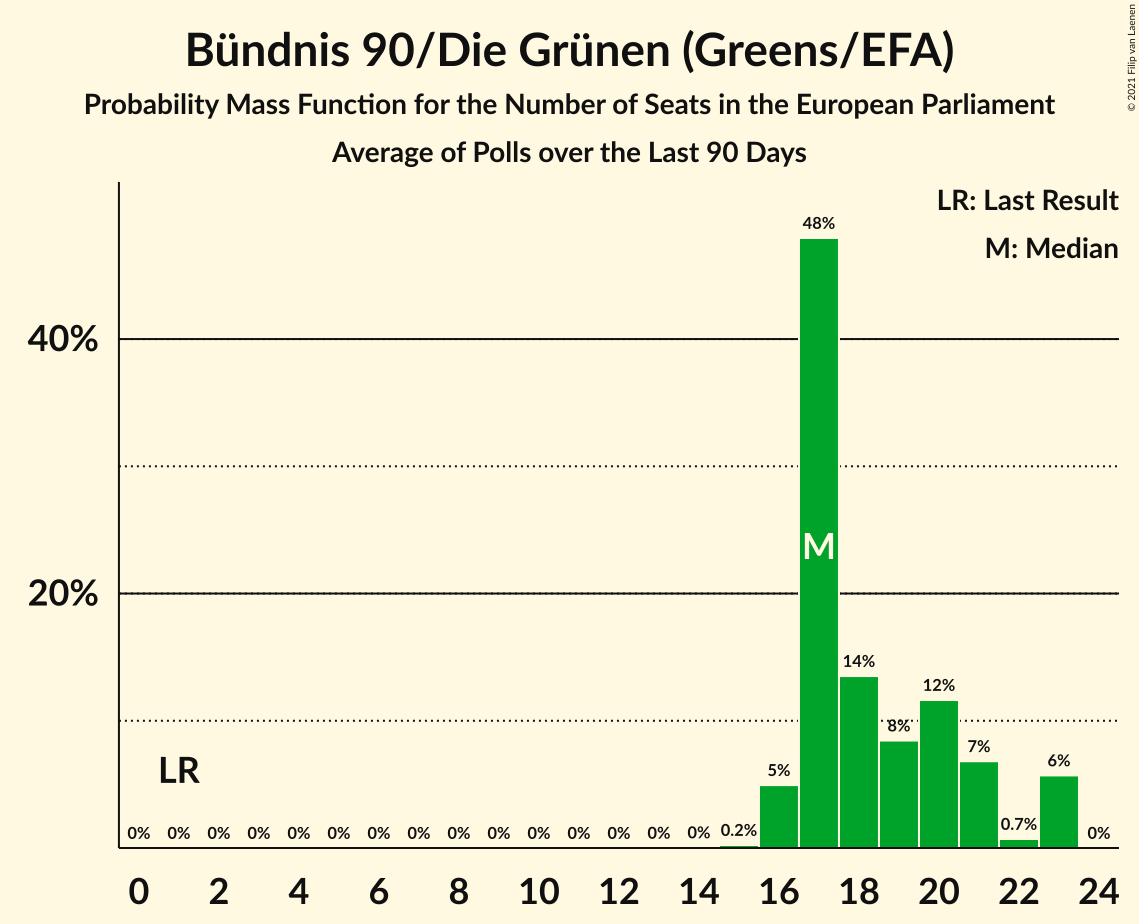 Bündnis 90/Die Grünen (Greens/EFA)
Probability Mass Function for the Number of Seats in the European Parliament
Average of Polls over the Last 90 Days
© 2021 Filip van Laenen
LR: Last Result
M: Median
48%
40%
M
20%
14%
12%
8%
7%
6%
5%
LR
0% 0% 0% 0% 0% 0% 0% 0% 0% 0% 0% 0% 0% 0% 0% 0.2% 0.7% 0%
0 2 4 6 8 10 12 14 16 18 20 22 24